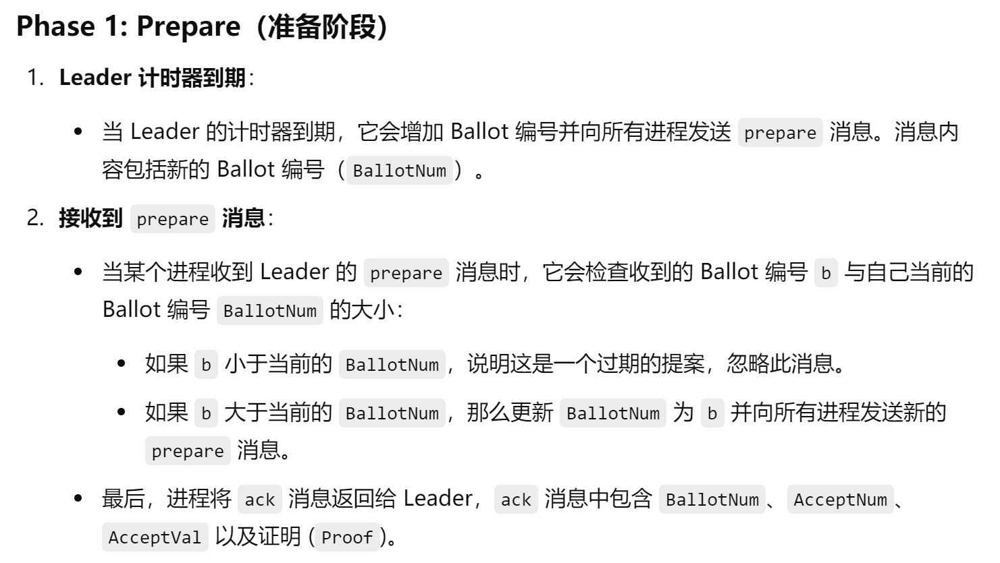 Phase 1: Prepare（准备阶段）
1. Leader 计时器到期：
• 当 Leader 的计时器到期，它会增加 Ballot 编号并向所有进程发送 prepare 消息。消息内
容包括新的 Ballot 编号（BallotNum）。
2. 接收到 prepare 消息：
• 当某个进程收到 Leader 的 prepare 消息时，它会检查收到的 Ballot 编号 b 与自己当前的
Ballot 编号 BallotNum 的大小：
• 如果 b 小于当前的 BallotNum，说明这是一个过期的提案，忽略此消息。
• 如果 b 大于当前的 BallotNum，那么更新 BallotNum 为 b 并向所有进程发送新的
prepare 消息。
• 最后，进程将 ack 消息返回给 Leader，ack 消息中包含 BallotNum、AcceptNum、
AcceptVal 以及证明 (Proof)。